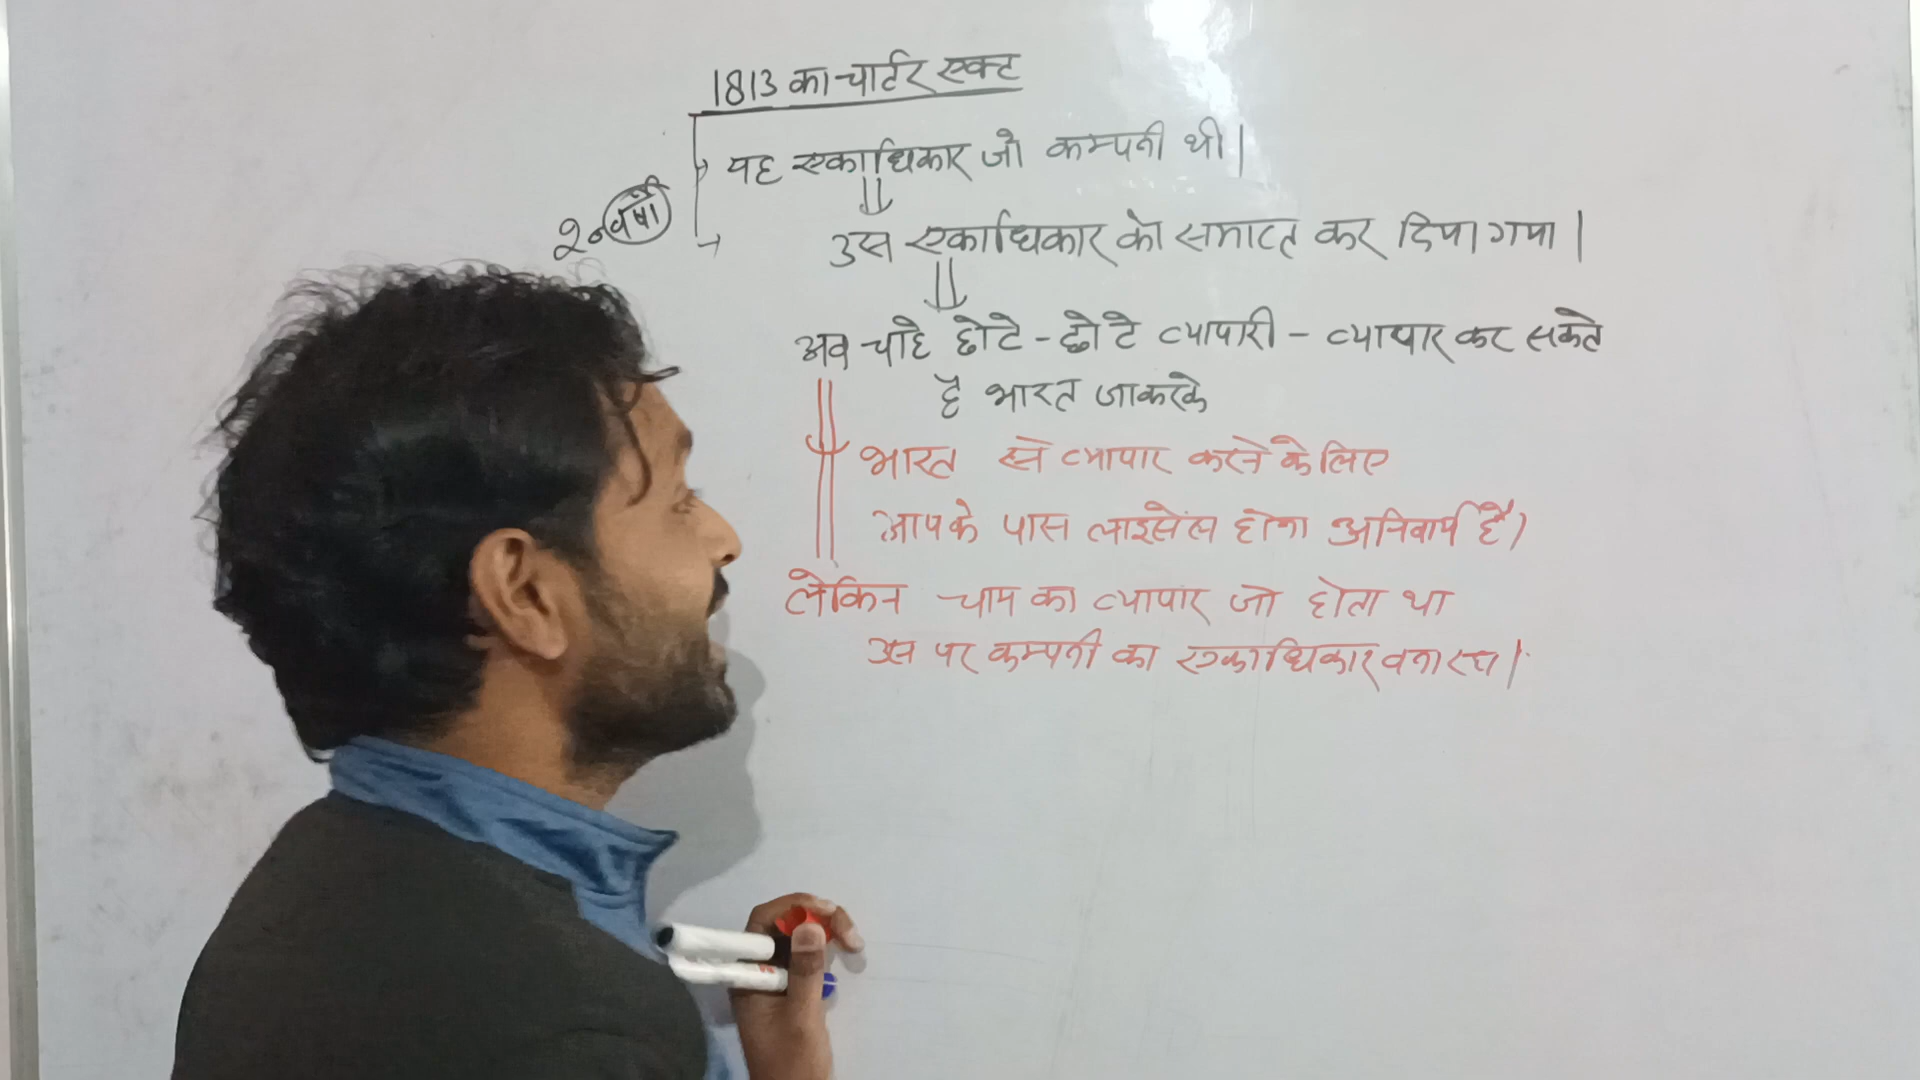 1813 का चार्टर एक्ट
यह एकाधिकार जो कम्पनी थी।
20 वर्षो
उस एकाधिकार को समाप्त कर दिया गया।
अब चाहे छोटे-छोटे व्यापारी - व्यापार कर सकते
है भारत जाकरके
भारत से व्यापार करने के लिए
आपके पास लाइसेंस होना अनिवार्य है।
लेकिन चाय का व्यापार जो होता था
उस पर कम्पनी का एकाधिकार बना रहा।